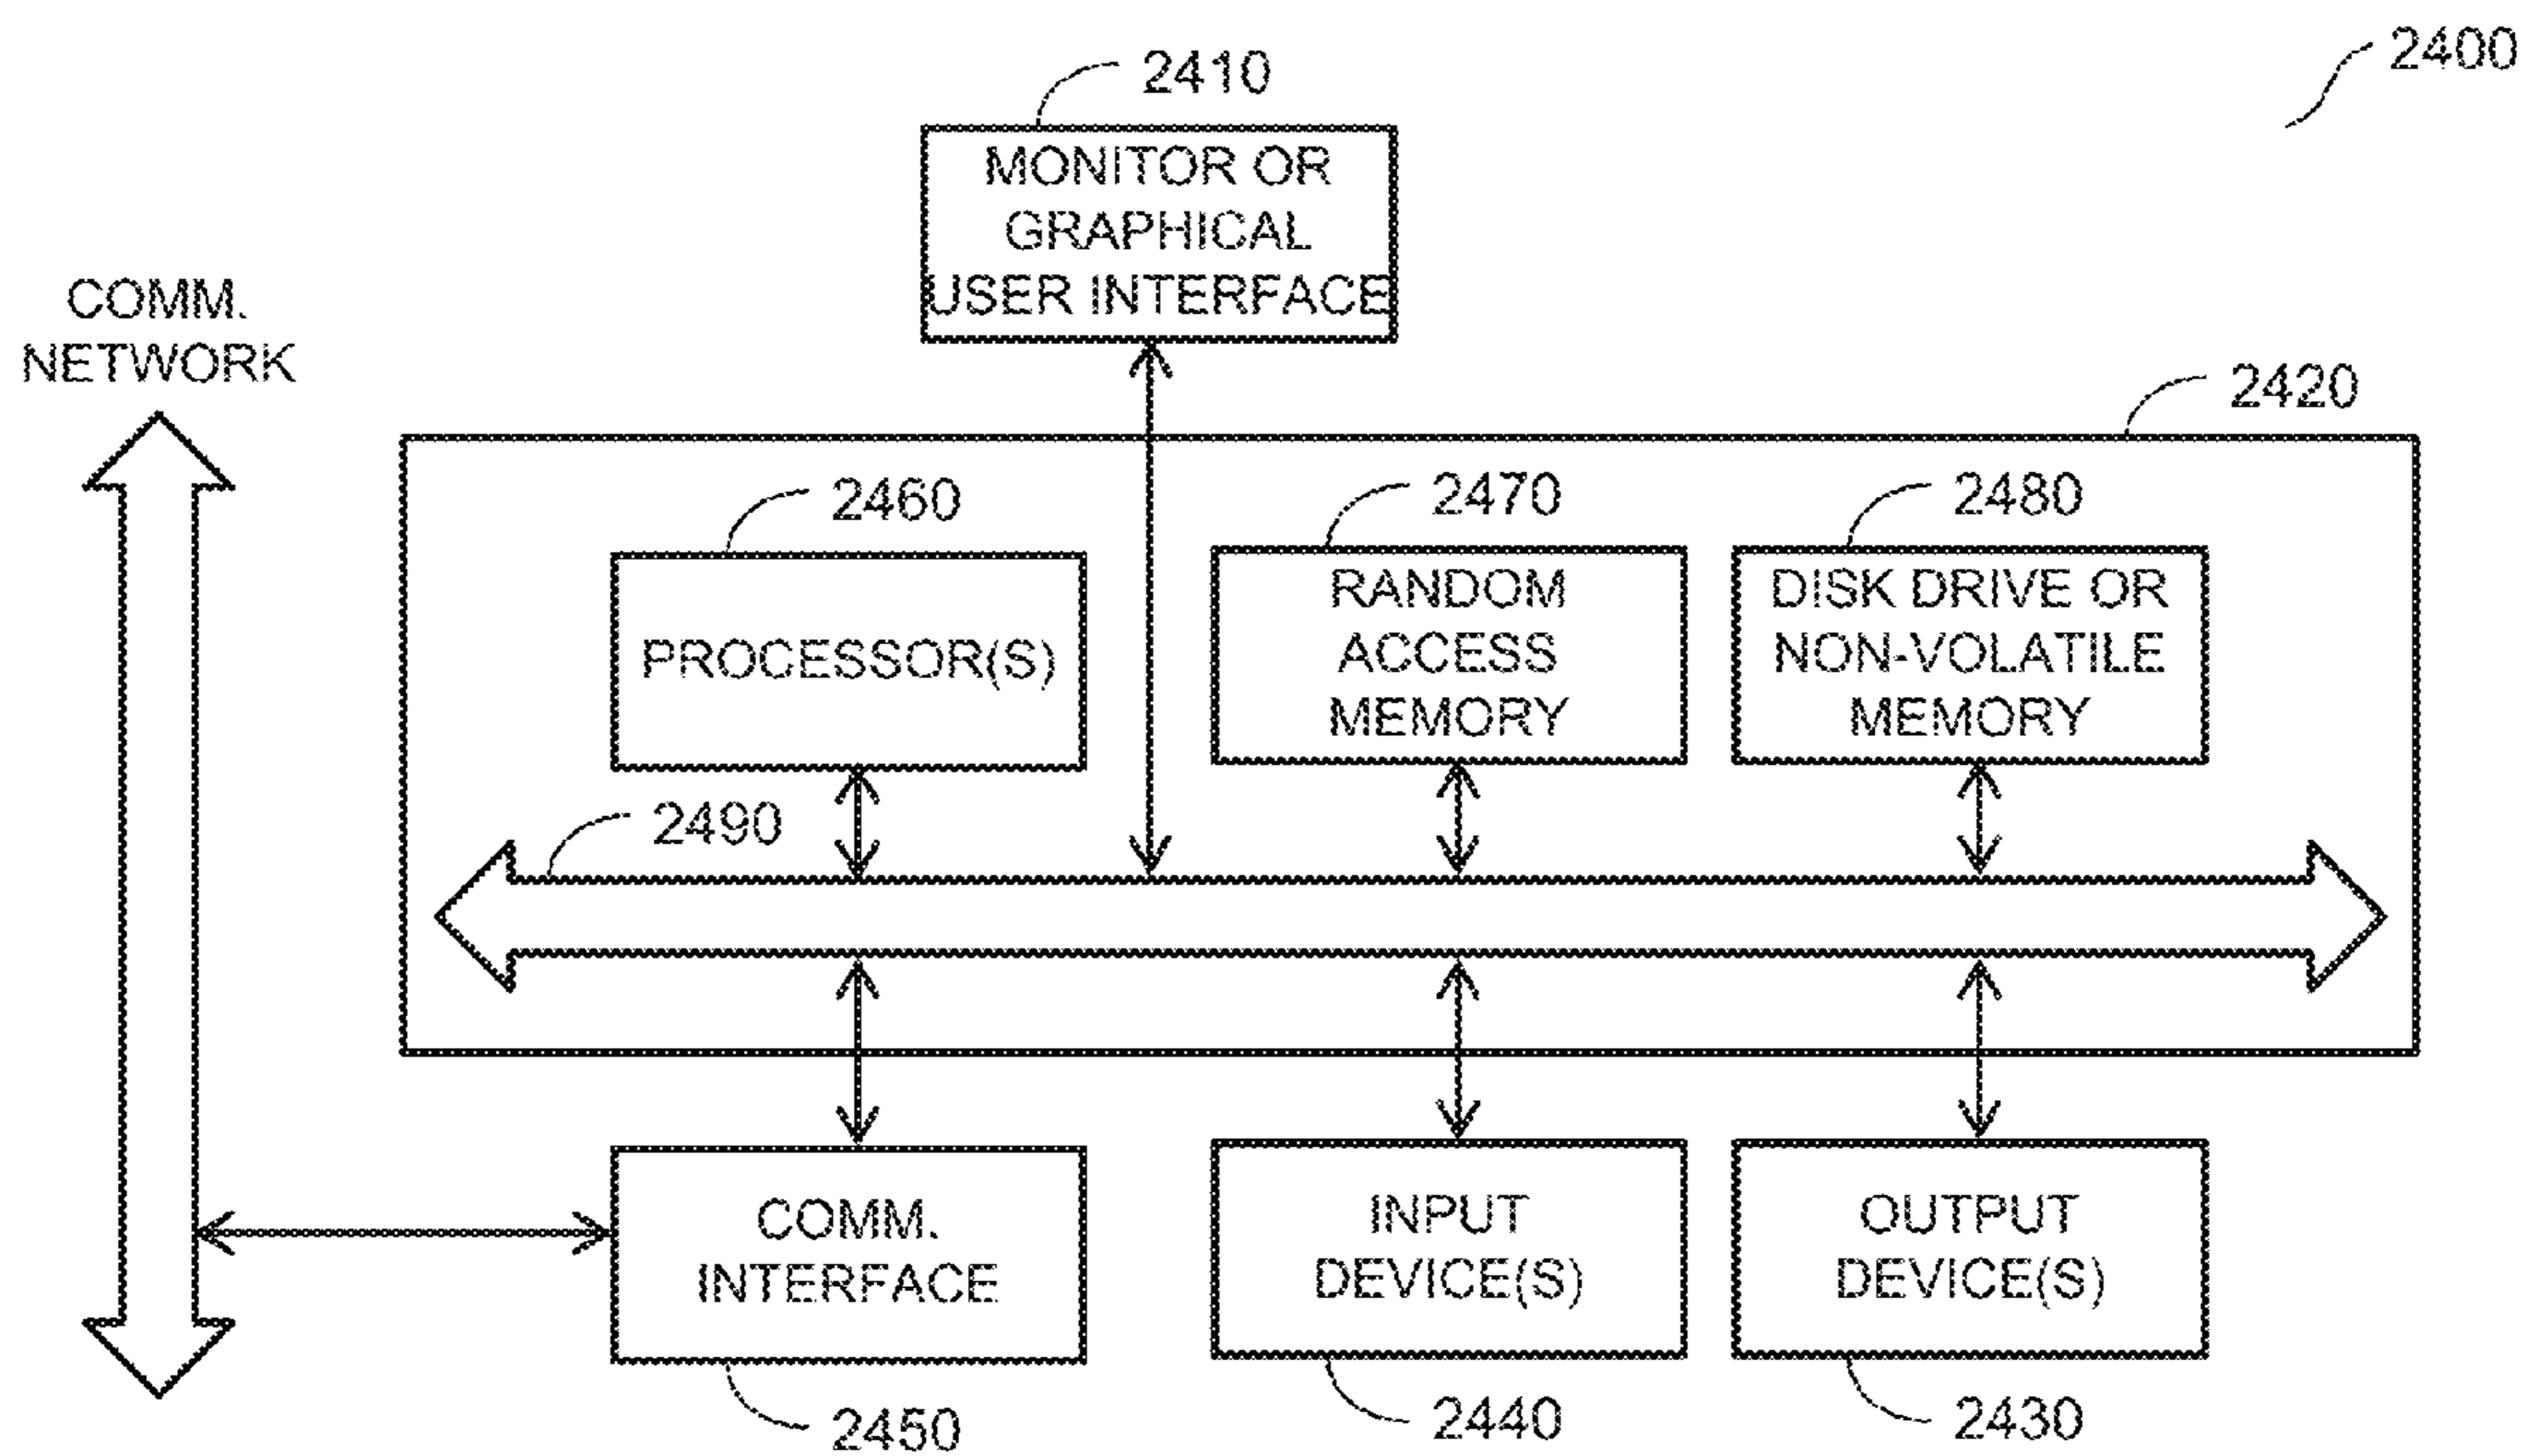 2400
2410
MONITOR OR
GRAPHICAL
USER INTERFACE
COMM.
NETWORK
2420
2460
PROCESSOR(S)
2470
RANDOM
ACCESS
MEMORY
2480
DISK DRIVE OR
NON-VOLATILE
MEMORY
2490
COMM.
INTERFACE
2450
INPUT
DEVICE(S)
2440
OUTPUT
DEVICE(S)
2430